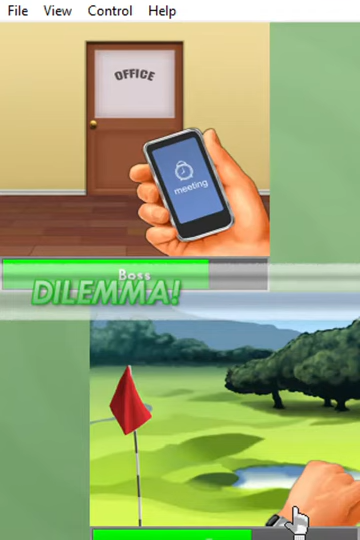 File View Control Help
OFFICE
meeting
Boss
DILEMMA!